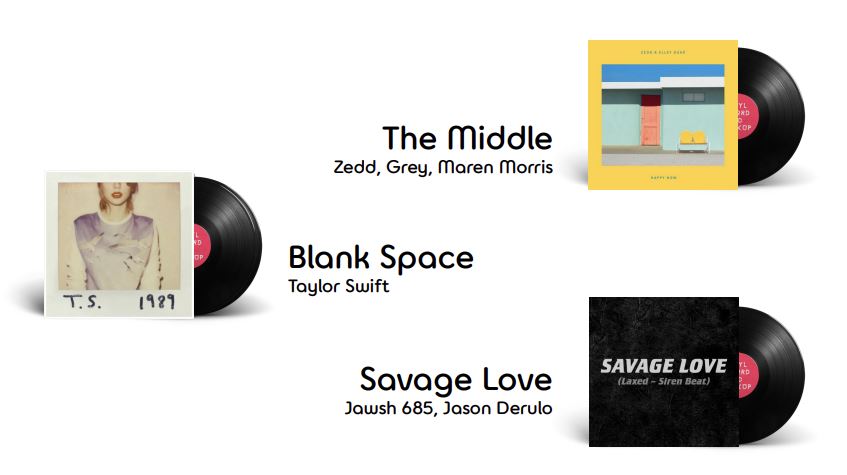 ZEDD & ELLEY DUHÉ
HAPPY NOW
The Middle
Zedd, Grey, Maren Morris
T.S. 1989
Blank Space
Taylor Swift
SAVAGE LOVE
(Laxed – Siren Beat)
Savage Love
Jawsh 685, Jason Derulo